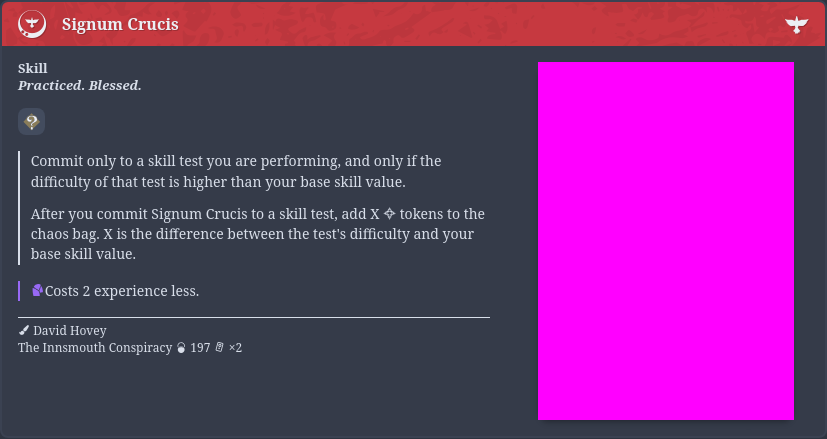 Signum Crucis
Skill
Practiced. Blessed.
?
Commit only to a skill test you are performing, and only if the
difficulty of that test is higher than your base skill value.
After you commit Signum Crucis to a skill test, add X tokens to the
chaos bag. X is the difference between the test's difficulty and your
base skill value.
Costs 2 experience less.
David Hovey
The Innsmouth Conspiracy 197 ×2